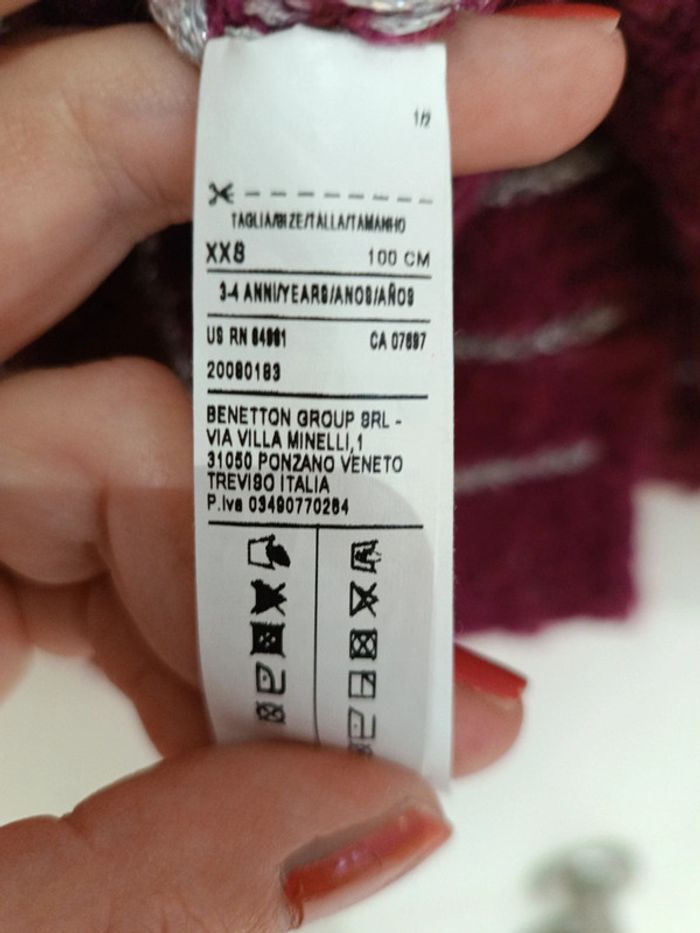 1/2
TAGLIA/SIZE/TALLA/TAMANHO
XXS 100 CM
3-4 ANNI/YEARS/ANOS/AÑOS
US RN CA 07697
20080183
BENETTON GROUP SRL -
VIA VILLA MINELLI,1
31050 PONZANO VENETO
TREVISO ITALIA
P.Iva 03490770264